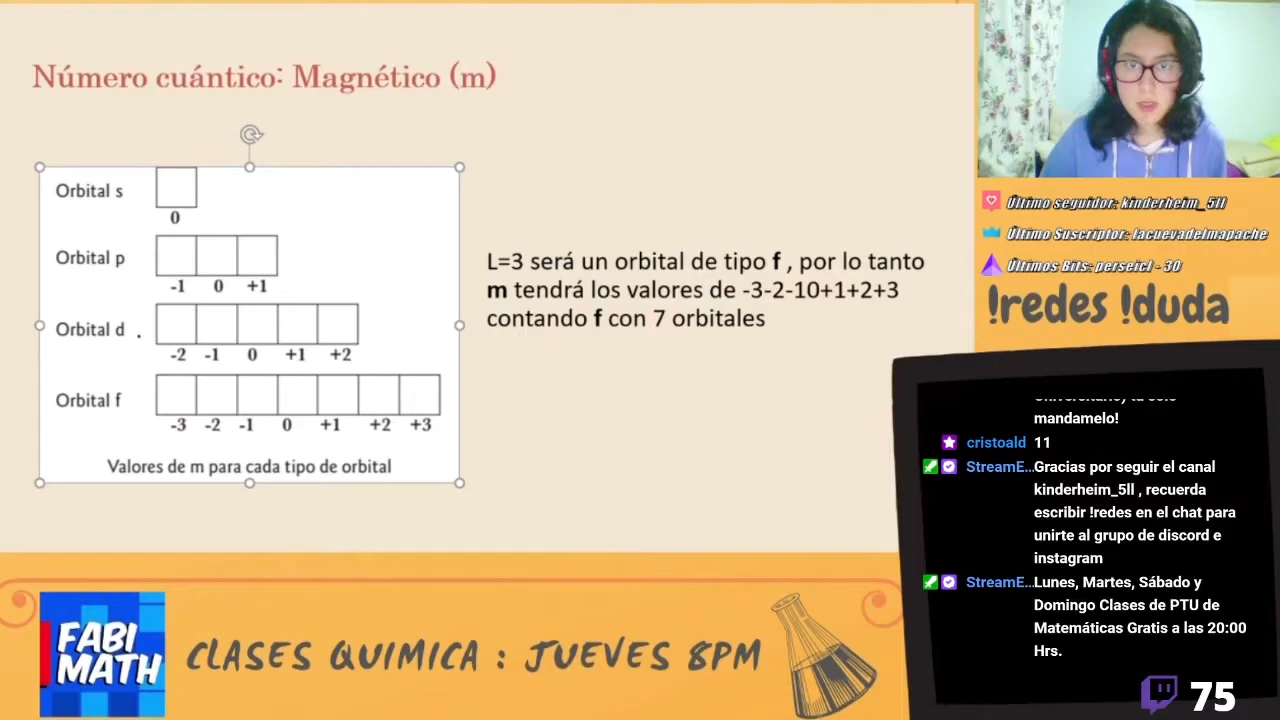 Número cuántico: Magnético (m)
Orbital s
0
Orbital p
-1 0 +1
Orbital d .
-2 -1 0 +1 +2
Orbital f
-3 -2 -1 0 +1 +2 +3
Valores de m para cada tipo de orbital
L=3 será un orbital de tipo f , por lo tanto
m tendrá los valores de -3-2-10+1+2+3
contando f con 7 orbitales
Último seguidor: kinderheim_5ll
Último Suscriptor: lacuevadelmapache
Últimos Bits: perseicl - 30
!redes !duda
mandamelo!
cristoald 11
StreamE...Gracias por seguir el canal
kinderheim_5ll , recuerda
escribir !redes en el chat para
unirte al grupo de discord e
instagram
StreamE...Lunes, Martes, Sábado y
Domingo Clases de PTU de
Matemáticas Gratis a las 20:00
Hrs.
75
FABI
MATH
CLASES QUIMICA : JUEVES 8PM